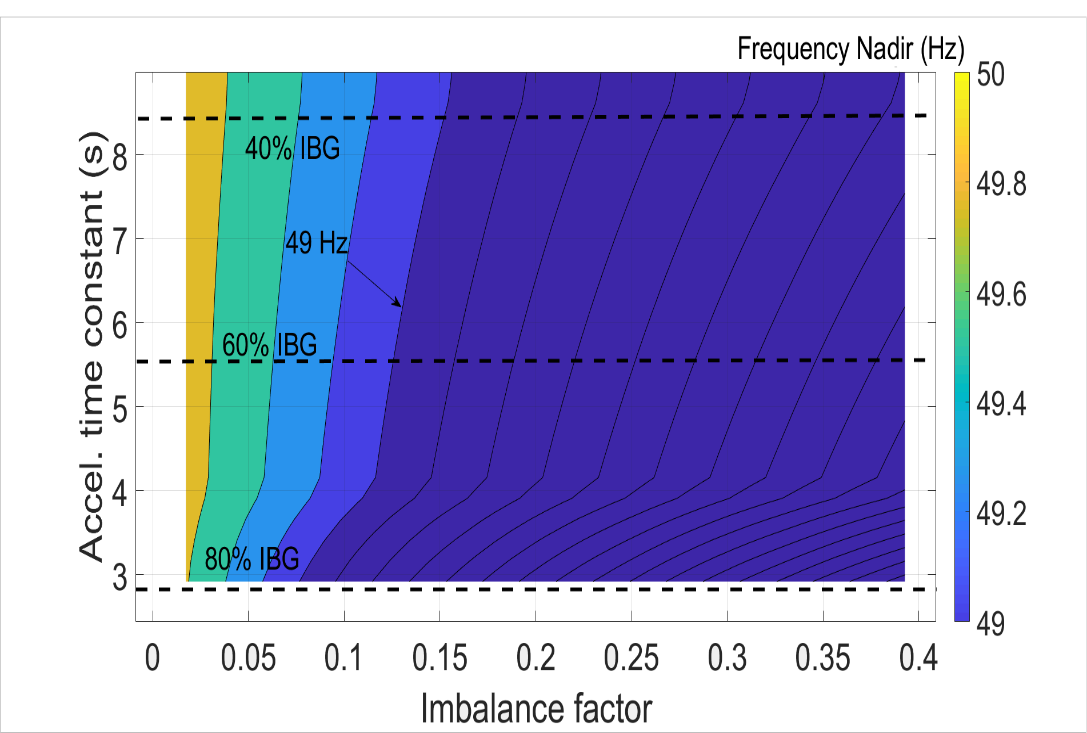 Frequency Nadir (Hz)
50
49.8
49.6
49.4
49.2
49
Accel. time constant (s)
8
7
6
5
4
3
40% IBG
49 Hz
60% IBG
80% IBG
0 0.05 0.1 0.15 0.2 0.25 0.3 0.35 0.4
Imbalance factor